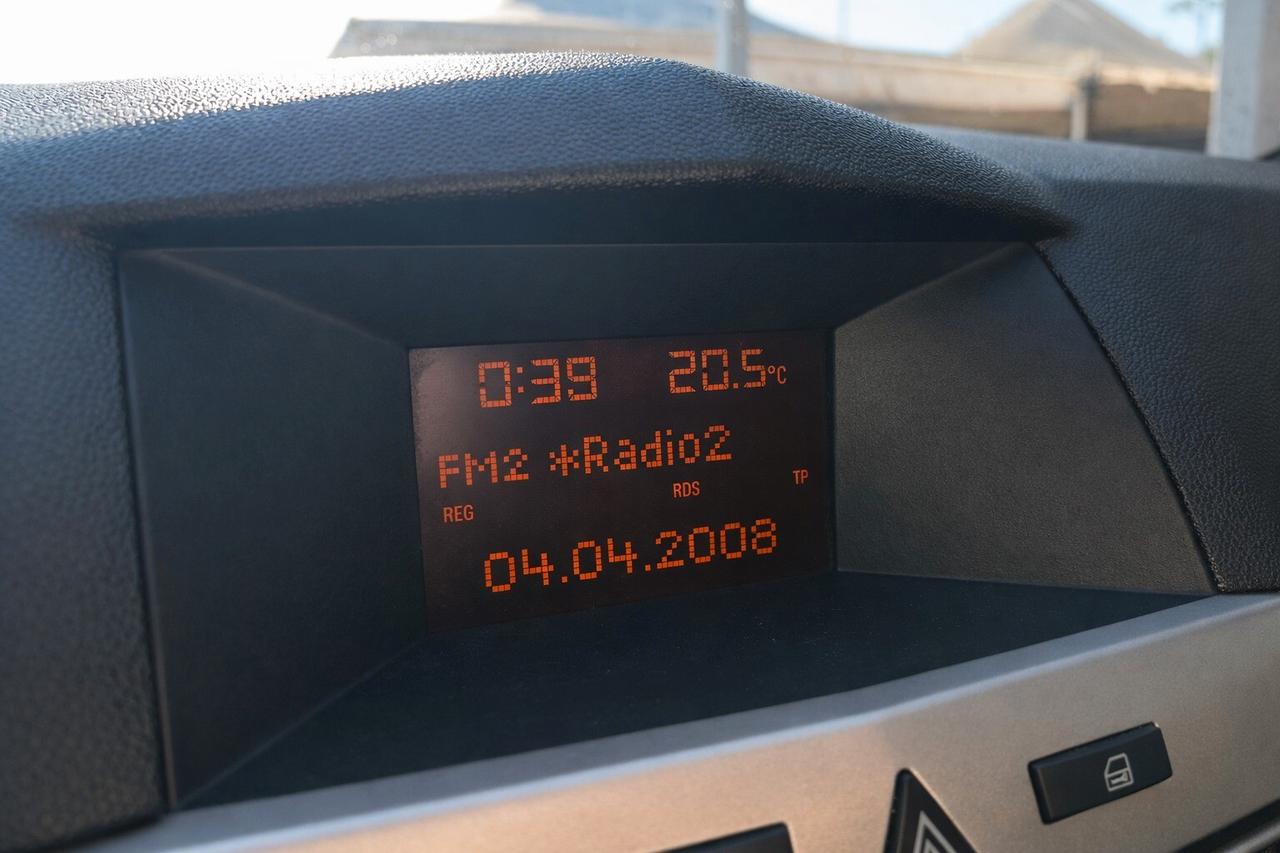 0:39 20.5°C
FM2 *Radio2
REG RDS TP
04.04.2008